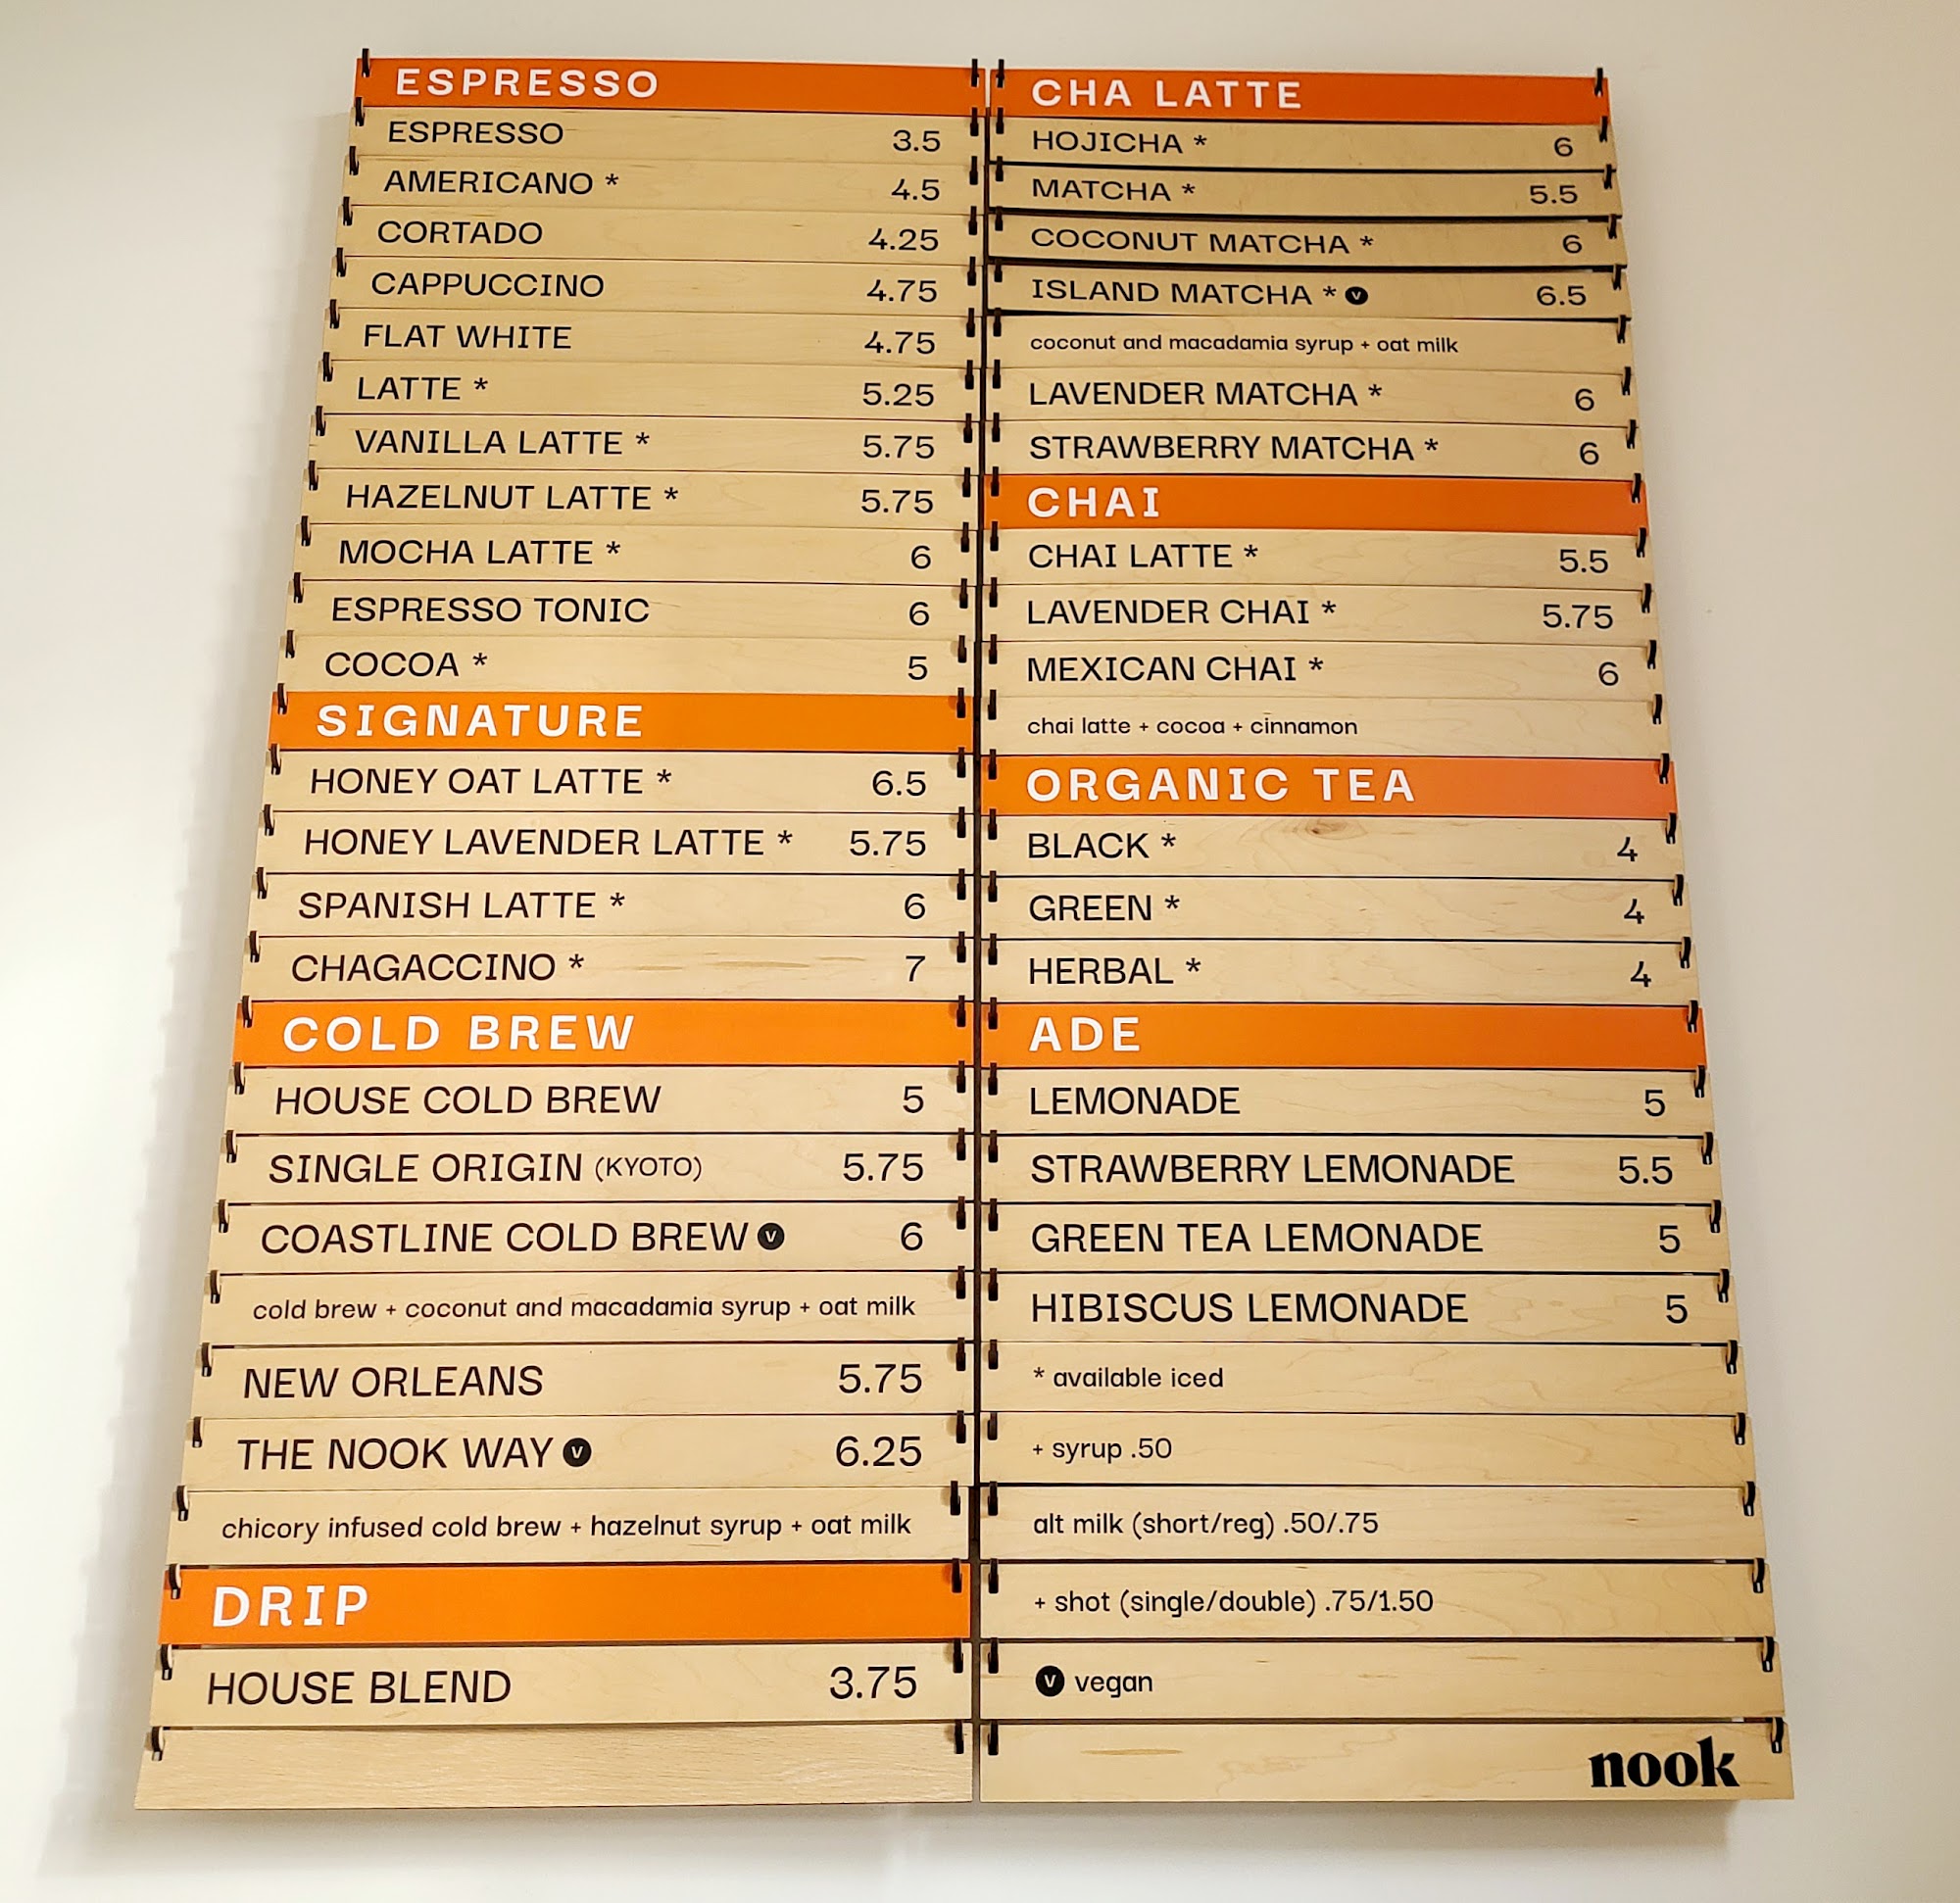 ESPRESSO
ESPRESSO 3.5
AMERICANO * 4.5
CORTADO 4.25
CAPPUCCINO 4.75
FLAT WHITE 4.75
LATTE * 5.25
VANILLA LATTE * 5.75
HAZELNUT LATTE * 5.75
MOCHA LATTE * 6
ESPRESSO TONIC 6
COCOA * 5
SIGNATURE
HONEY OAT LATTE * 6.5
HONEY LAVENDER LATTE * 5.75
SPANISH LATTE * 6
CHAGACCINO * 7
COLD BREW
HOUSE COLD BREW 5
SINGLE ORIGIN (KYOTO) 5.75
COASTLINE COLD BREW V 6
cold brew + coconut and macadamia syrup + oat milk
NEW ORLEANS 5.75
THE NOOK WAY V 6.25
chicory infused cold brew + hazelnut syrup + oat milk
DRIP
HOUSE BLEND 3.75
CHA LATTE
HOJICHA * 6
MATCHA * 5.5
COCONUT MATCHA * 6
ISLAND MATCHA * V 6.5
coconut and macadamia syrup + oat milk
LAVENDER MATCHA * 6
STRAWBERRY MATCHA * 6
CHAI
CHAI LATTE * 5.5
LAVENDER CHAI * 5.75
MEXICAN CHAI * 6
chai latte + cocoa + cinnamon
ORGANIC TEA
BLACK * 4
GREEN * 4
HERBAL * 4
ADE
LEMONADE 5
STRAWBERRY LEMONADE 5.5
GREEN TEA LEMONADE 5
HIBISCUS LEMONADE 5
* available iced
+ syrup .50
alt milk (short/reg) .50/.75
+ shot (single/double) .75/1.50
V vegan
nook